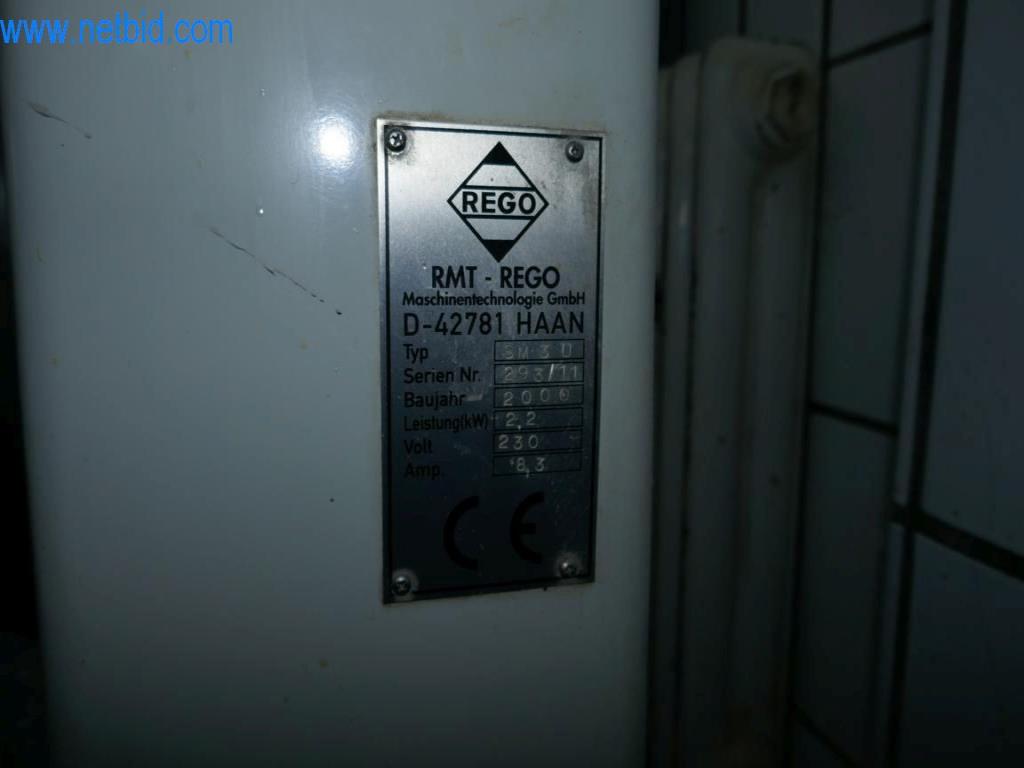 www.netbid.com
REGO
RMT - REGO
Maschinentechnologie GmbH
D-42781 HAAN
Typ SM 3 U
Serien Nr. 293/11
Baujahr 2000
Leistung(kW) 2,2
Volt 230
Amp. 8,3
CE